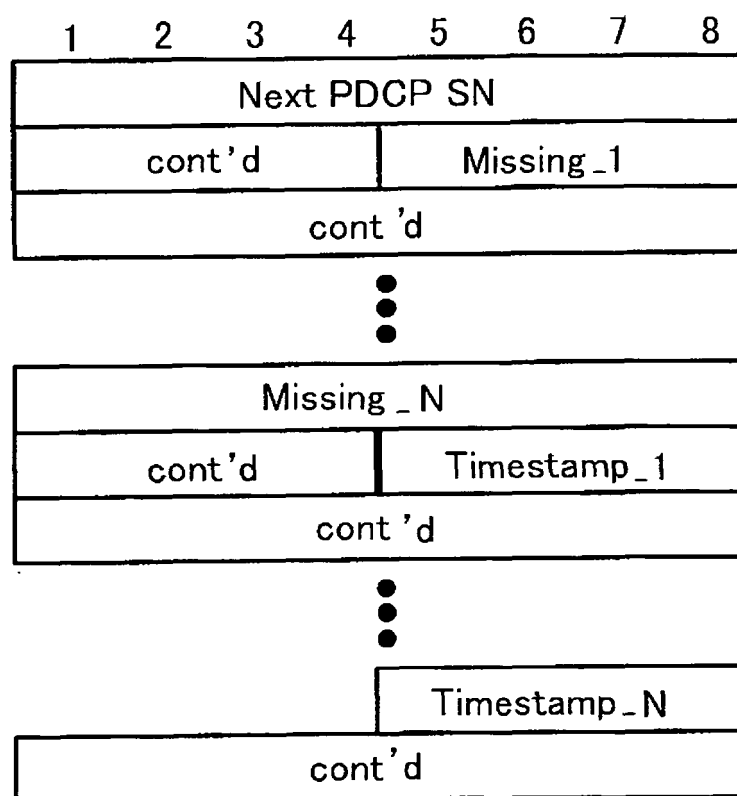 1 2 3 4 5 6 7 8
Next PDCP SN
cont'd Missing_1
cont'd
Missing_N
cont'd Timestamp_1
cont'd
Timestamp_N
cont'd